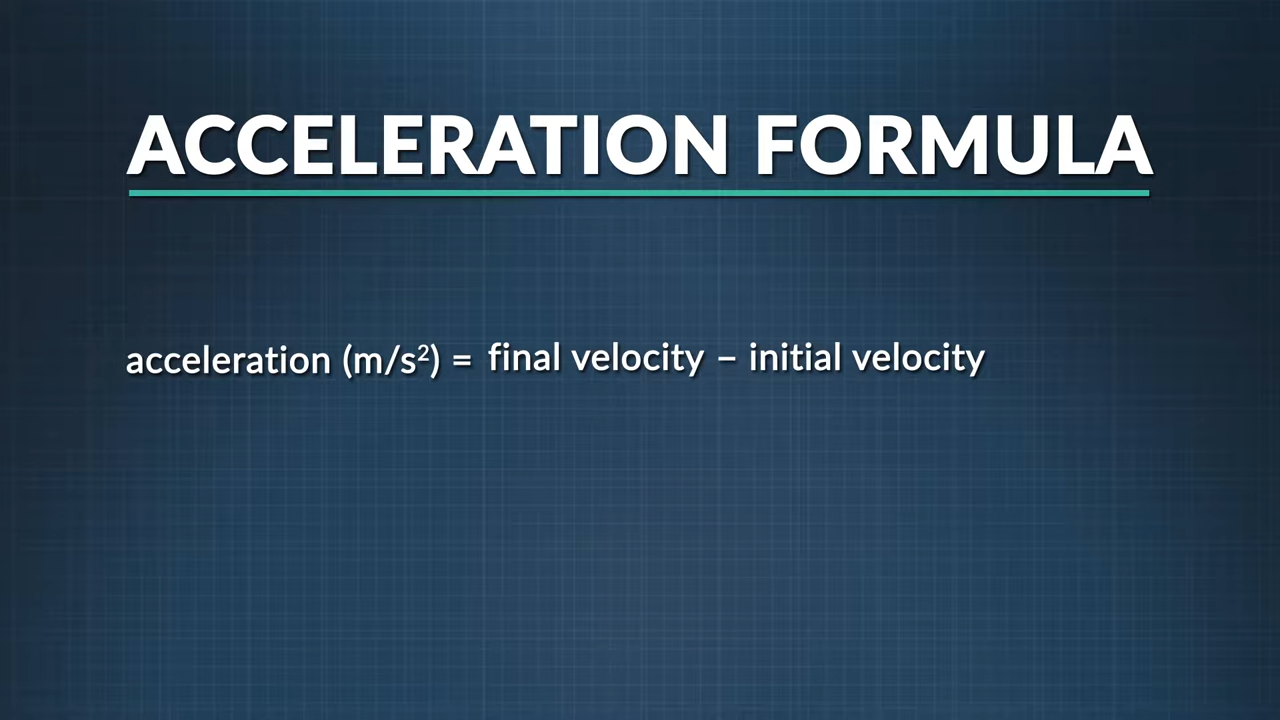 ACCELERATION FORMULA
acceleration (m/s²) = final velocity – initial velocity